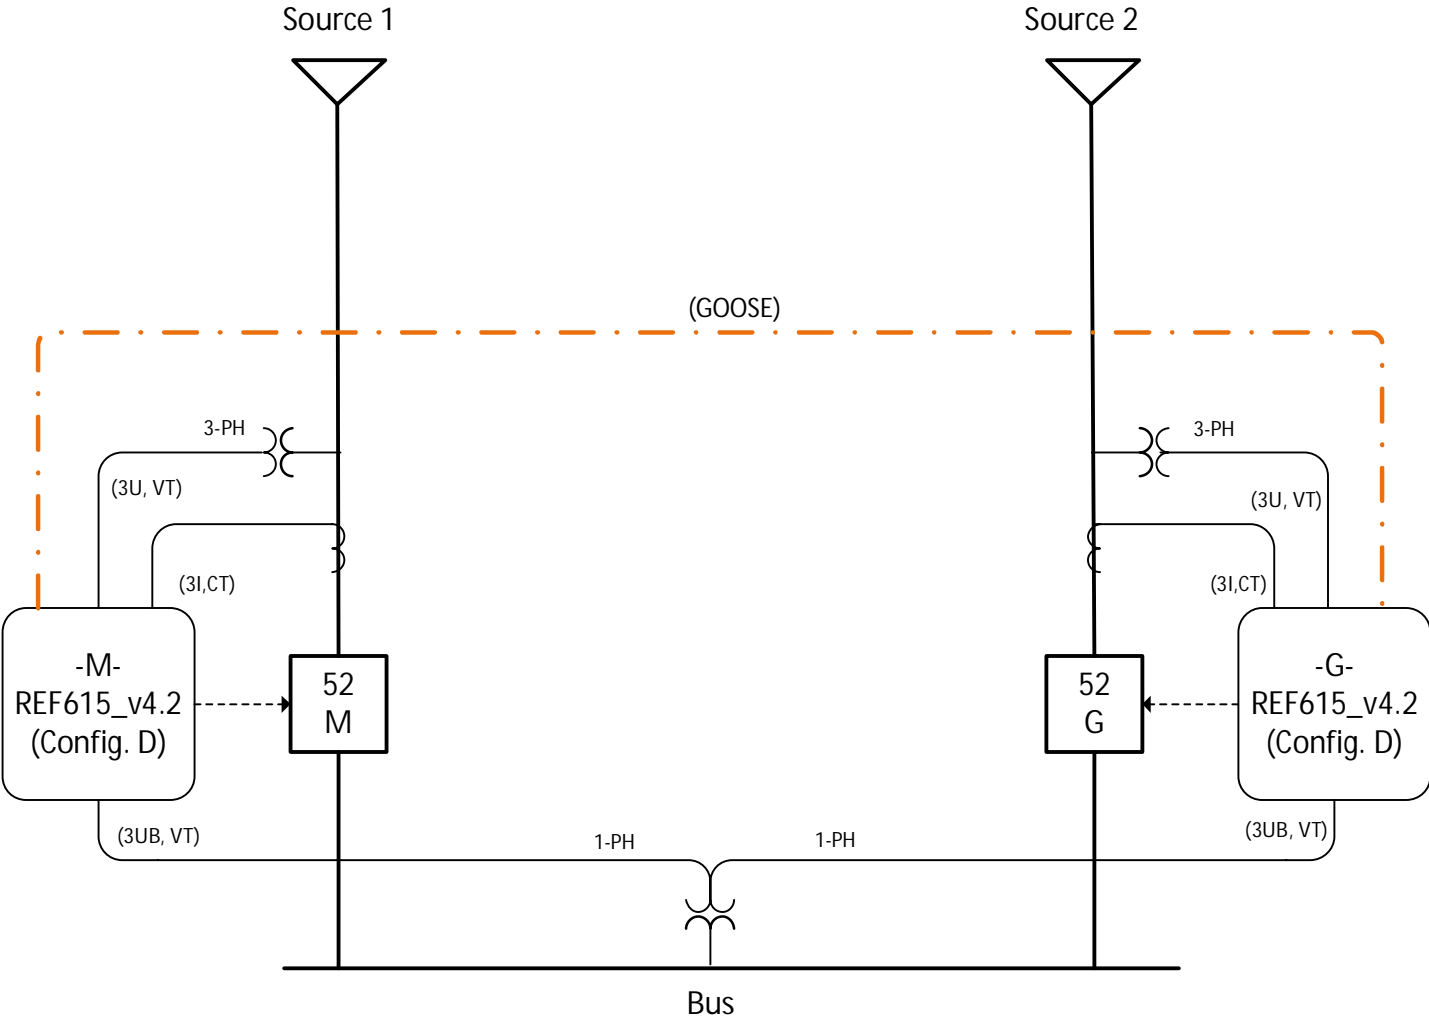 Source 1
Source 2
(GOOSE)
3-PH
3-PH
(3U, VT)
(3U, VT)
(3I,CT)
(3I,CT)
-M-
REF615_v4.2
(Config. D)
52
M
52
G
-G-
REF615_v4.2
(Config. D)
(3UB, VT)
1-PH
1-PH
(3UB, VT)
Bus